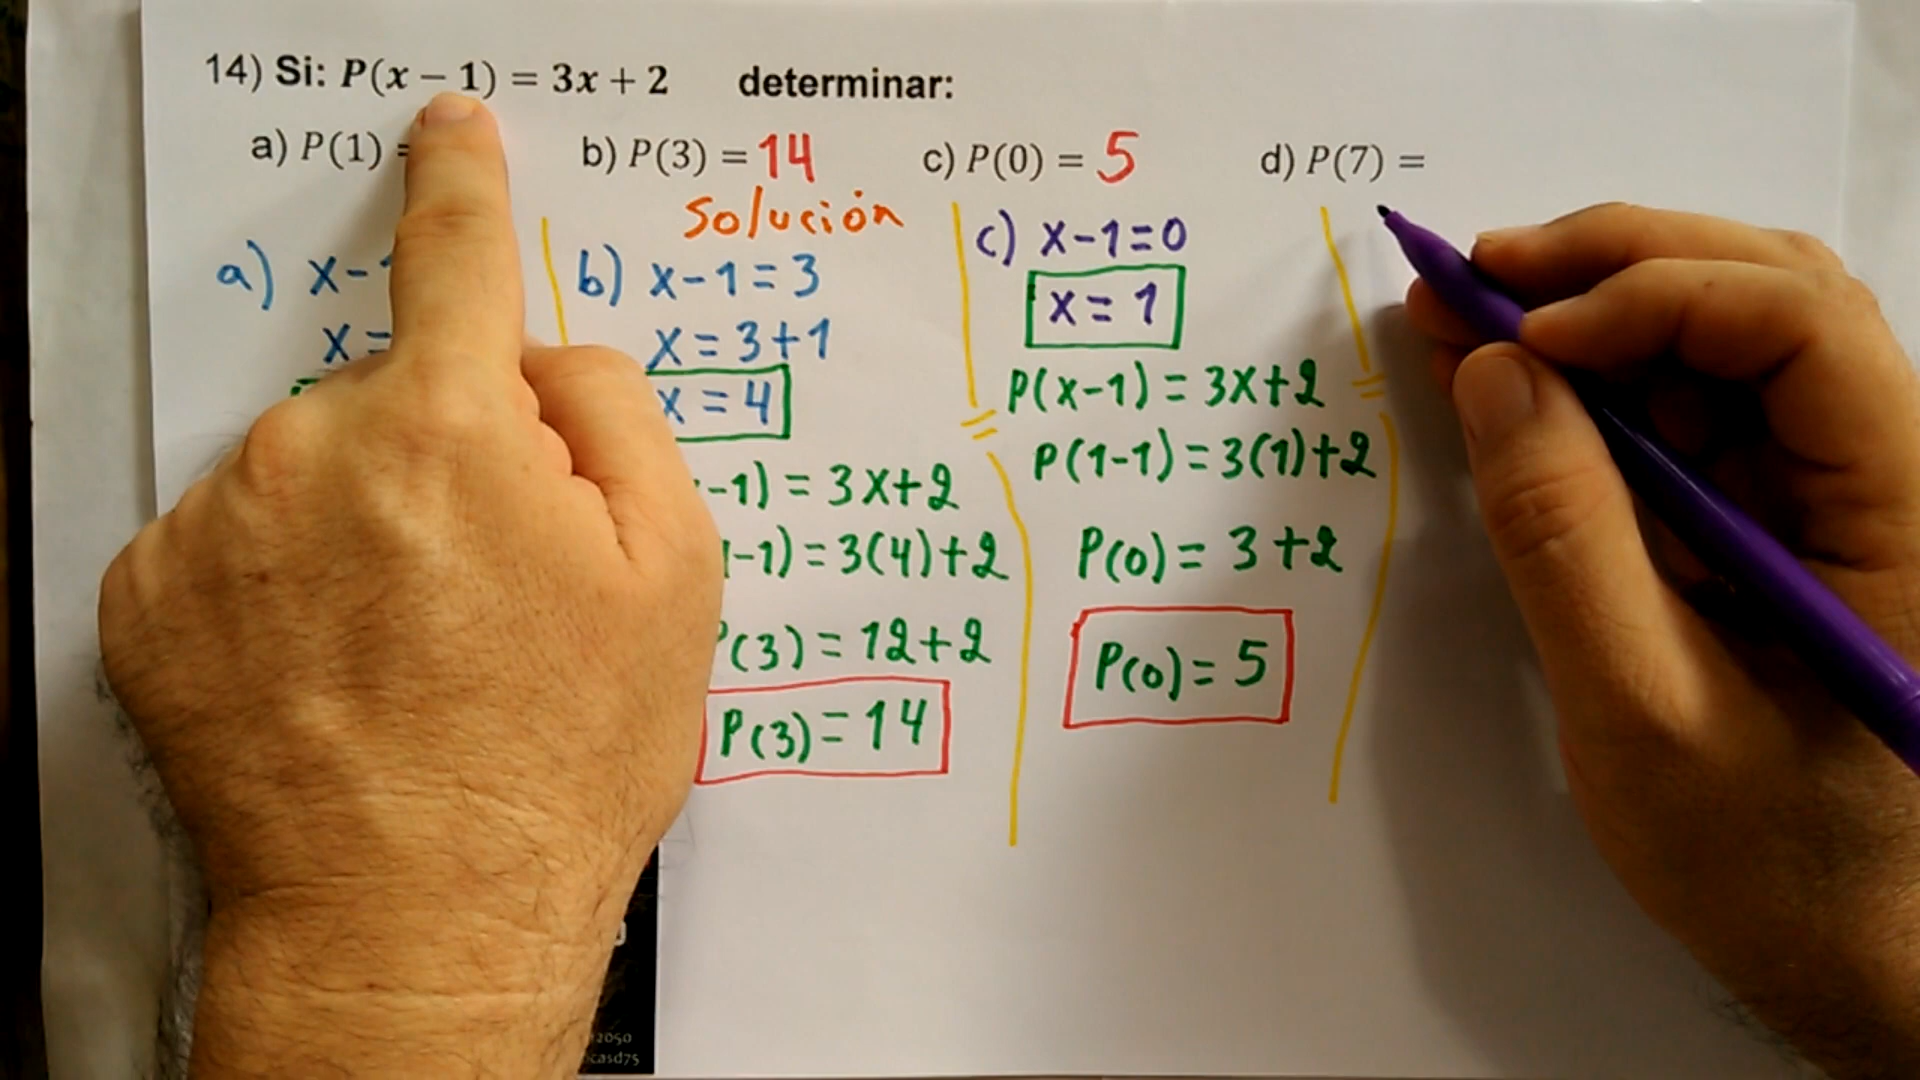 14) Si: P(x − 1) = 3x + 2 determinar:
a) P(1) =
b) P(3) = 14
c) P(0) = 5
d) P(7) =
Solución
a) x-1
x =
b) x-1=3
x = 3+1
x = 4
-1) = 3x+2
-1) = 3(4)+2
P(3) = 12+2
P(3) = 14
c) x-1=0
x = 1
P(x-1) = 3x+2
P(1-1) = 3(1)+2
P(0) = 3+2
P(0) = 5
2050
casd75